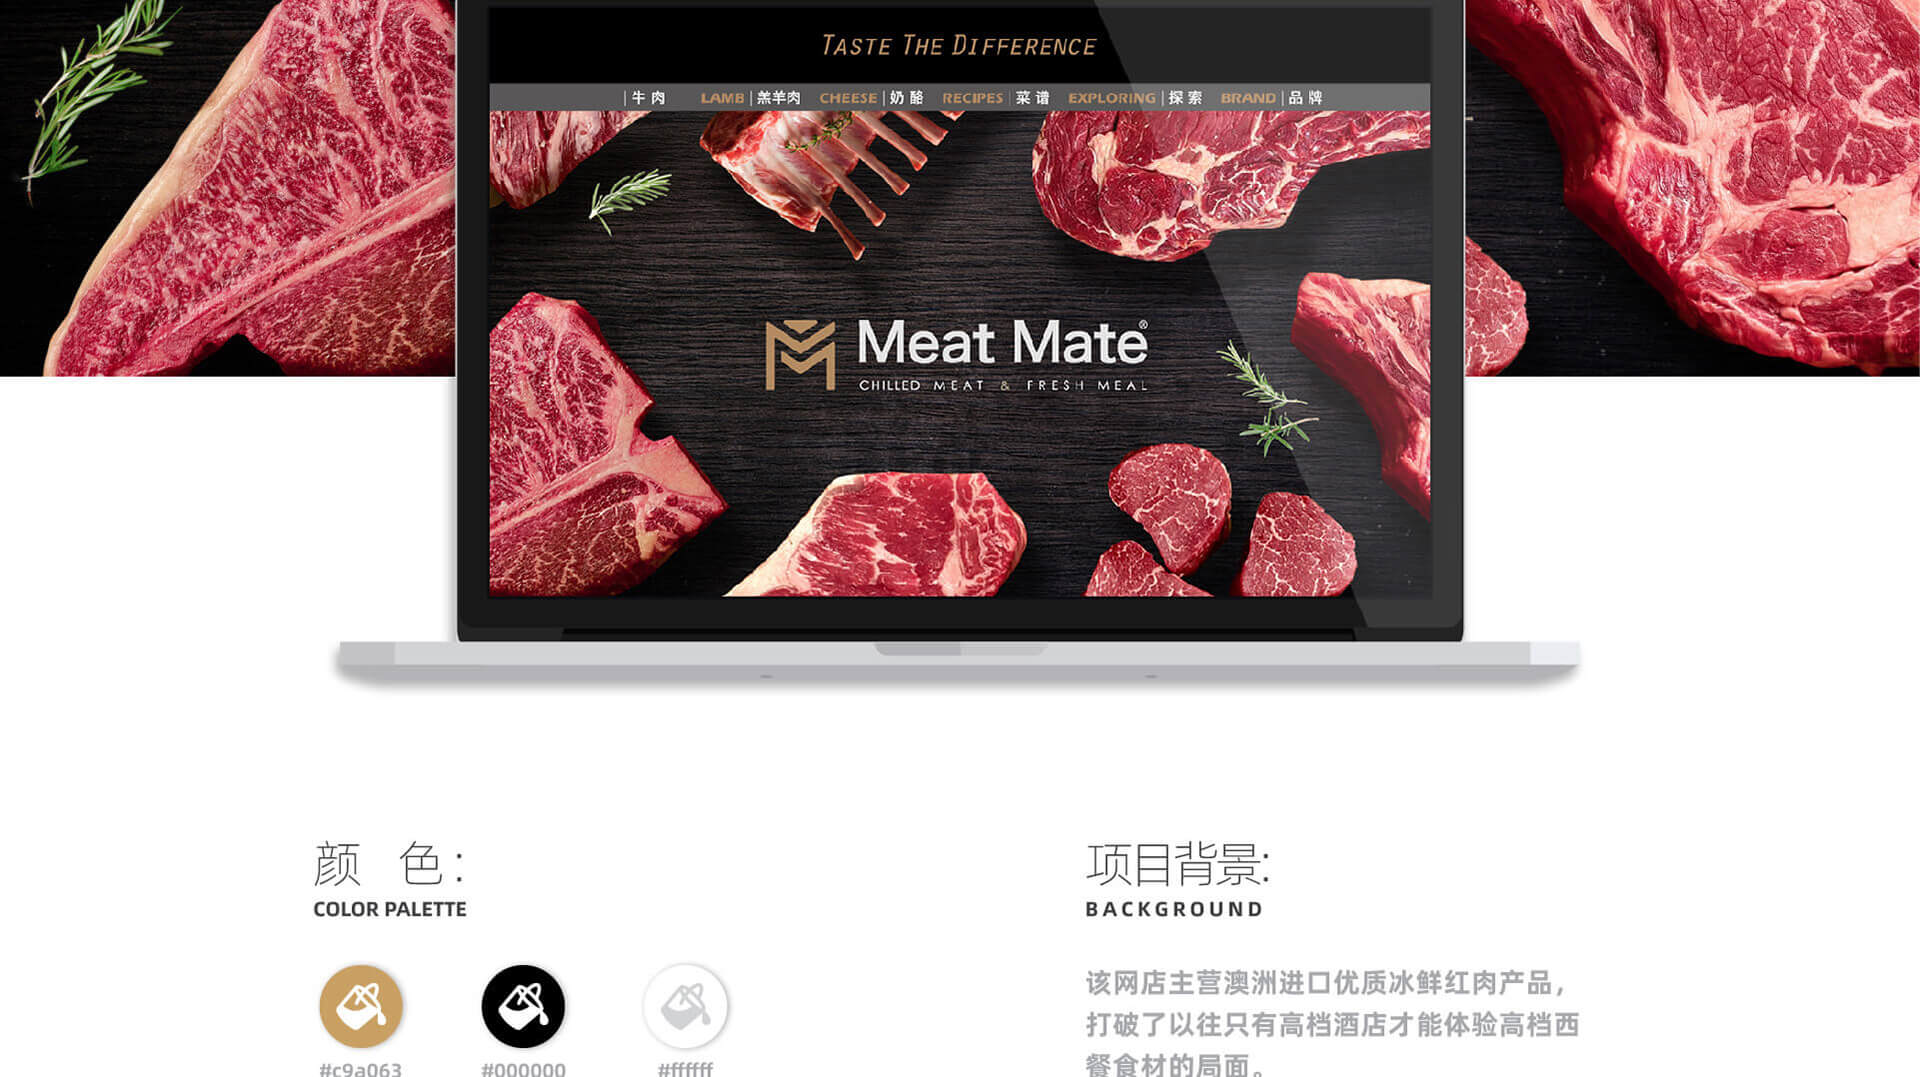 TASTE THE DIFFERENCE
| 牛肉 LAMB | 羔羊肉 CHEESE | 奶酪 RECIPES | 菜谱 EXPLORING | 探索 BRAND | 品牌
Meat Mate®
CHILLED MEAT & FRESH MEAL
颜 色：
COLOR PALETTE
#c9a063 #000000 #ffffff
项目背景:
BACKGROUND
该网店主营澳洲进口优质冰鲜红肉产品，
打破了以往只有高档酒店才能体验高档西
餐食材的局面。